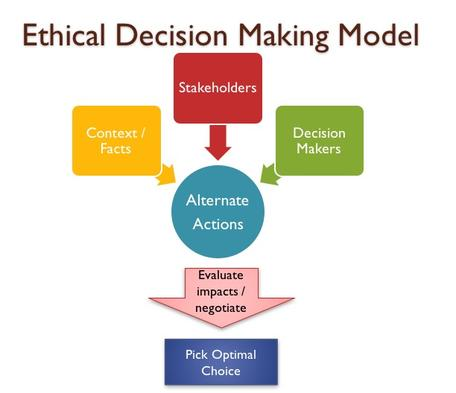 Ethical Decision Making Model
Stakeholders
Context /
Facts
Decision
Makers
Alternate
Actions
Evaluate
impacts /
negotiate
Pick Optimal
Choice